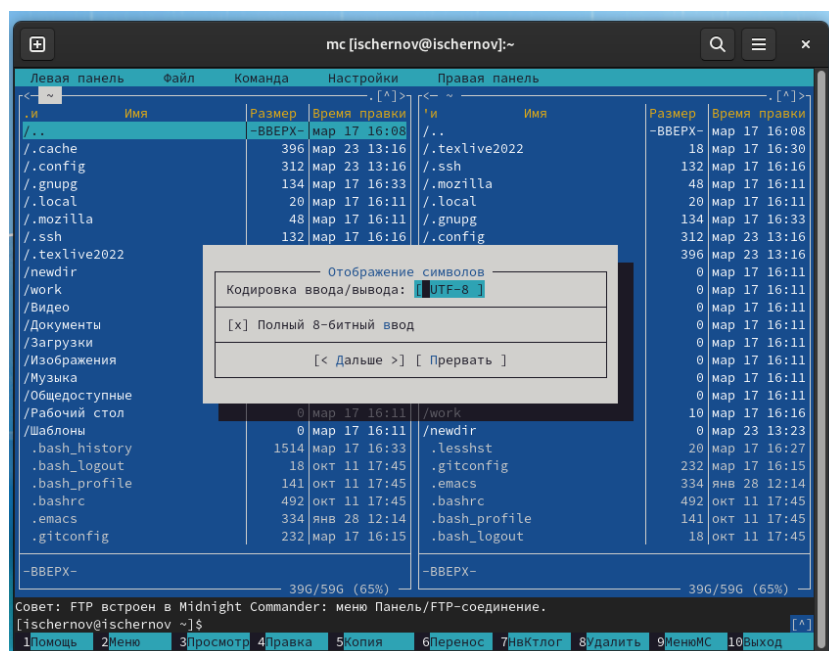 mc [ischernov@ischernov]:~
Левая панель Файл Команда Настройки Правая панель
<— ~ .[^]> <— ~ .[^]>
.и Имя Размер Время правки 'и Имя Размер Время правки
/.. -ВВЕРХ- мар 17 16:08 /.. -ВВЕРХ- мар 17 16:08
/.cache 396 мар 23 13:16 /.texlive2022 18 мар 17 16:30
/.config 312 мар 23 13:16 /.ssh 132 мар 17 16:16
/.gnupg 134 мар 17 16:33 /.mozilla 48 мар 17 16:11
/.local 20 мар 17 16:11 /.local 20 мар 17 16:11
/.mozilla 48 мар 17 16:11 /.gnupg 134 мар 17 16:33
/.ssh 132 мар 17 16:16 /.config 312 мар 23 13:16
/.texlive2022 396 мар 23 13:16
/newdir Отображение символов 0 мар 17 16:11
/work Кодировка ввода/вывода: [ UTF-8 ] 0 мар 17 16:11
/Видео 0 мар 17 16:11
/Документы [x] Полный 8-битный ввод 0 мар 17 16:11
/Загрузки 0 мар 17 16:11
/Изображения [< Дальше >] [ Прервать ] 0 мар 17 16:11
/Музыка 0 мар 17 16:11
/Общедоступные 0 мар 17 16:11
/Рабочий стол 0 мар 17 16:11 /work 10 мар 17 16:16
/Шаблоны 0 мар 17 16:11 /newdir 0 мар 23 13:23
.bash_history 1514 мар 17 16:33 .lesshst 20 мар 17 16:27
.bash_logout 18 окт 11 17:45 .gitconfig 232 мар 17 16:15
.bash_profile 141 окт 11 17:45 .emacs 334 янв 28 12:14
.bashrc 492 окт 11 17:45 .bashrc 492 окт 11 17:45
.emacs 334 янв 28 12:14 .bash_profile 141 окт 11 17:45
.gitconfig 232 мар 17 16:15 .bash_logout 18 окт 11 17:45
-ВВЕРХ- -ВВЕРХ-
39G/59G (65%) 39G/59G (65%)
Совет: FTP встроен в Midnight Commander: меню Панель/FTP-соединение.
[ischernov@ischernov ~]$ [^]
1Помощь 2Меню 3Просмотр 4Правка 5Копия 6Перенос 7НвКтлог 8Удалить 9МенюMC 10Выход